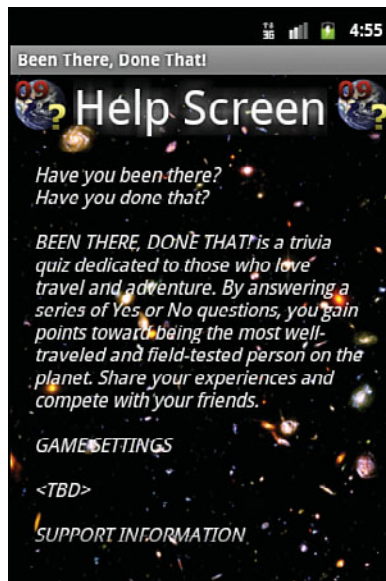 3G 4:55
Been There, Done That!
Help Screen
Have you been there?
Have you done that?
BEEN THERE, DONE THAT! is a trivia
quiz dedicated to those who love
travel and adventure. By answering a
series of Yes or No questions, you gain
points toward being the most well-
traveled and field-tested person on the
planet. Share your experiences and
compete with your friends.
GAME SETTINGS
<TBD>
SUPPORT INFORMATION